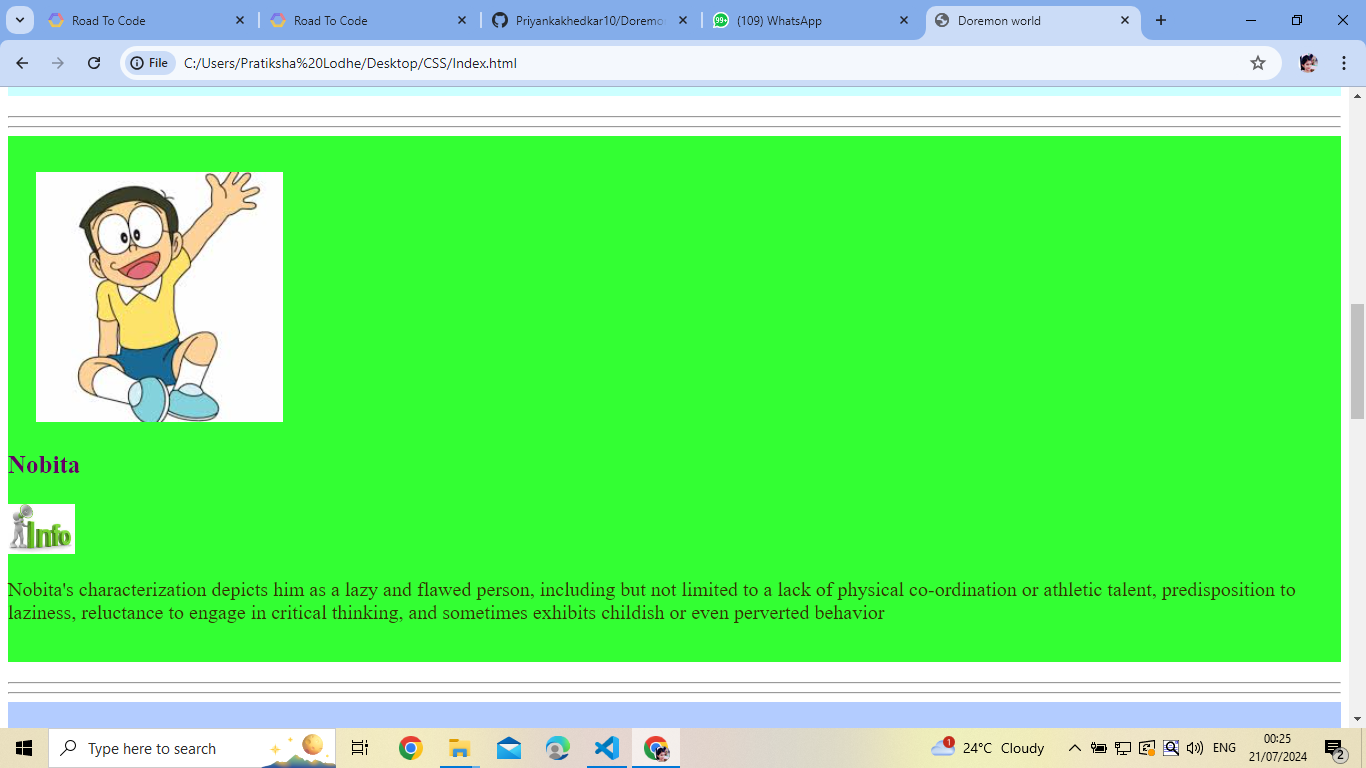 Road To Code
Road To Code
Priyankakhedkar10/Doremo
99+
(109) WhatsApp
Doremon world
File
C:/Users/Pratiksha%20Lodhe/Desktop/CSS/Index.html
Nobita
Info
Nobita's characterization depicts him as a lazy and flawed person, including but not limited to a lack of physical co-ordination or athletic talent, predisposition to
laziness, reluctance to engage in critical thinking, and sometimes exhibits childish or even perverted behavior
Type here to search
1
24°C Cloudy
ENG
00:25
21/07/2024
2